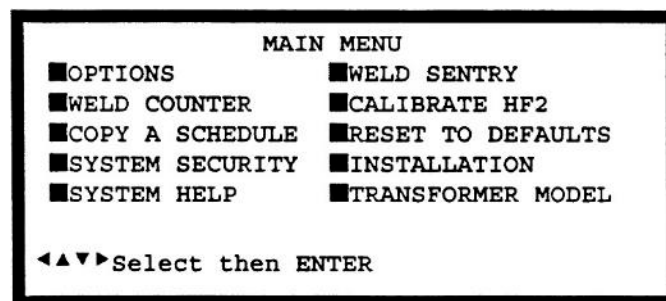 MAIN MENU
■OPTIONS ■WELD SENTRY
■WELD COUNTER ■CALIBRATE HF2
■COPY A SCHEDULE ■RESET TO DEFAULTS
■SYSTEM SECURITY ■INSTALLATION
■SYSTEM HELP ■TRANSFORMER MODEL
◀▲▼▶Select then ENTER